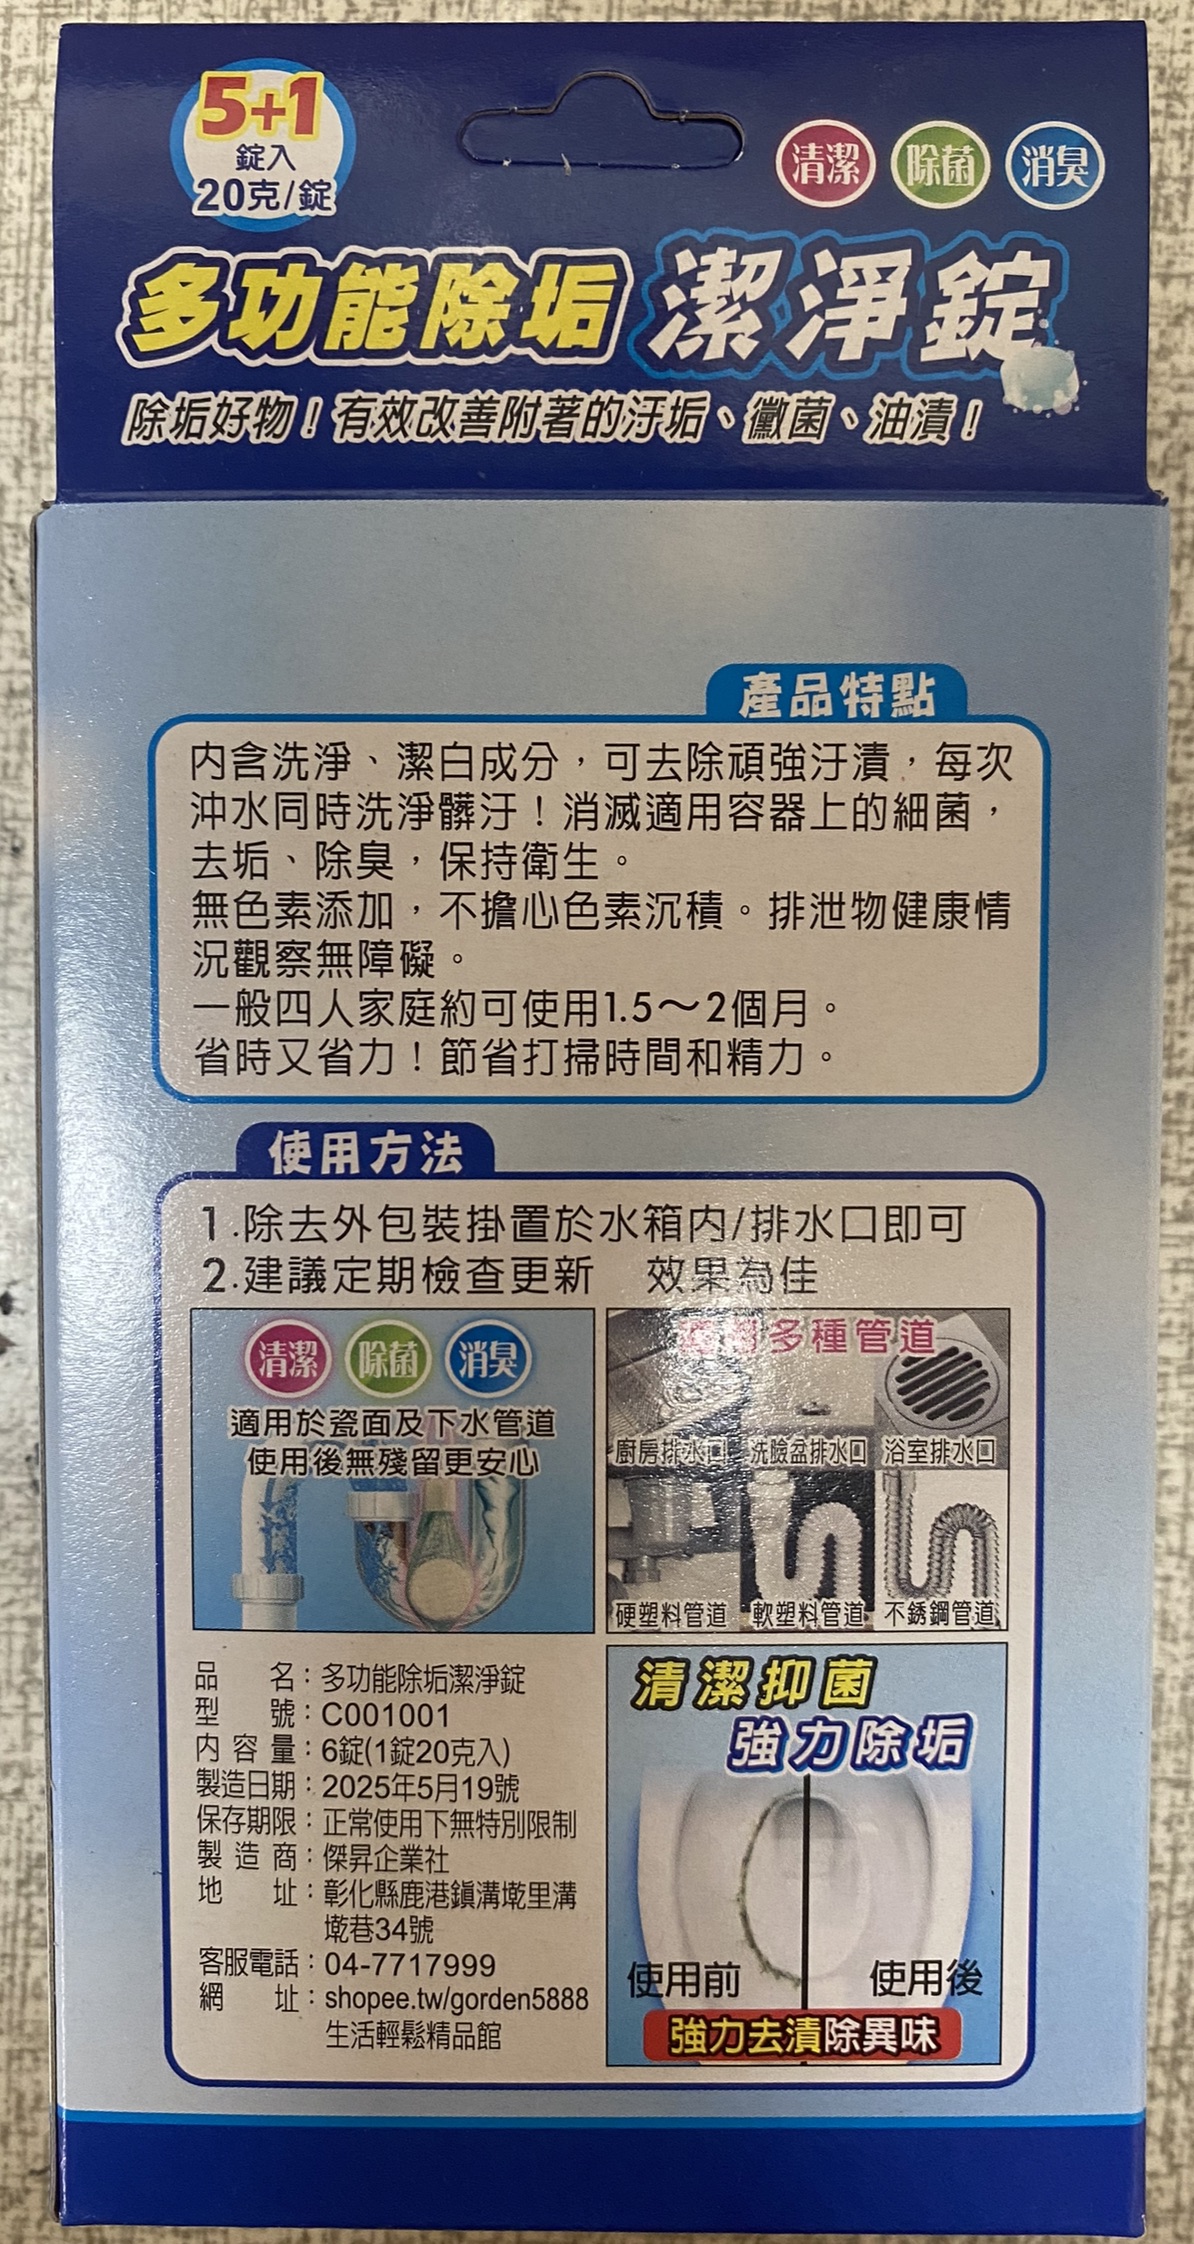 5+1
錠入
20克/錠
清潔 除菌 消臭
多功能除垢 潔淨錠
除垢好物！有效改善附著的汙垢、黴菌、油漬！
產品特點
內含洗淨、潔白成分，可去除頑強汙漬，每次
沖水同時洗淨髒汙！消滅適用容器上的細菌，
去垢、除臭，保持衛生。
無色素添加，不擔心色素沉積。排泄物健康情
況觀察無障礙。
一般四人家庭約可使用1.5～2個月。
省時又省力！節省打掃時間和精力。
使用方法
1.除去外包裝掛置於水箱內/排水口即可
2.建議定期檢查更新 效果為佳
清潔 除菌 消臭
適用於瓷面及下水管道
使用後無殘留更安心
多種管道
廚房排水口 洗臉盆排水口 浴室排水口
硬塑料管道 軟塑料管道 不銹鋼管道
品名：多功能除垢潔淨錠
型號：C001001
內容量：6錠(1錠20克入)
製造日期：2025年5月19號
保存期限：正常使用下無特別限制
製造商：傑昇企業社
地址：彰化縣鹿港鎮溝墘里溝
墘巷34號
客服電話：04-7717999
網址：shopee.tw/gorden5888
生活輕鬆精品館
清潔抑菌
強力除垢
使用前 使用後
強力去漬除異味